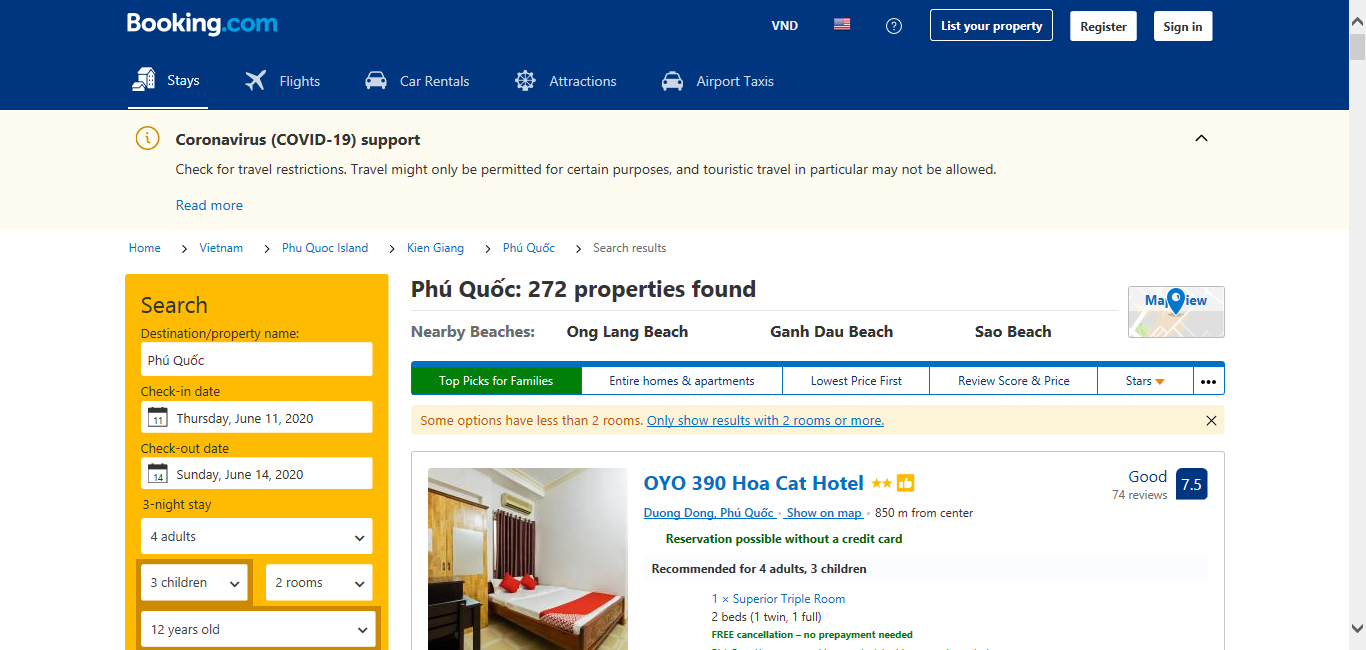 Booking.com
VND
List your property
Register
Sign in
Stays
Flights
Car Rentals
Attractions
Airport Taxis
Coronavirus (COVID-19) support
Check for travel restrictions. Travel might only be permitted for certain purposes, and touristic travel in particular may not be allowed.
Read more
Home
Vietnam
Phu Quoc Island
Kien Giang
Phú Quốc
Search results
Search
Destination/property name:
Phú Quốc
Check-in date
11
Thursday, June 11, 2020
Check-out date
14
Sunday, June 14, 2020
3-night stay
4 adults
3 children
2 rooms
12 years old
Phú Quốc: 272 properties found
Nearby Beaches:
Ong Lang Beach
Ganh Dau Beach
Sao Beach
Top Picks for Families
Entire homes & apartments
Lowest Price First
Review Score & Price
Stars
Some options have less than 2 rooms. Only show results with 2 rooms or more.
OYO 390 Hoa Cat Hotel
Good
7.5
74 reviews
Duong Dong, Phú Quốc · Show on map · 850 m from center
Reservation possible without a credit card
Recommended for 4 adults, 3 children
1 × Superior Triple Room
2 beds (1 twin, 1 full)
FREE cancellation – no prepayment needed